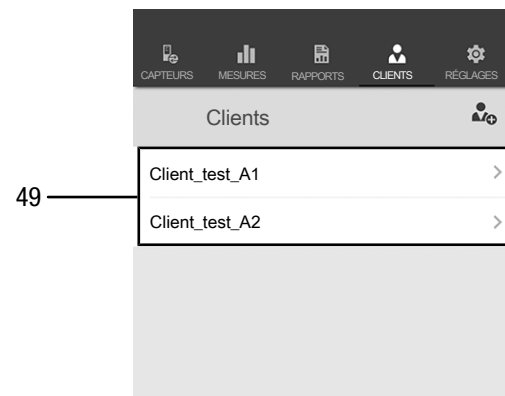 CAPTEURS MESURES RAPPORTS CLIENTS RÉGLAGES
Clients
Client_test_A1
49
Client_test_A2